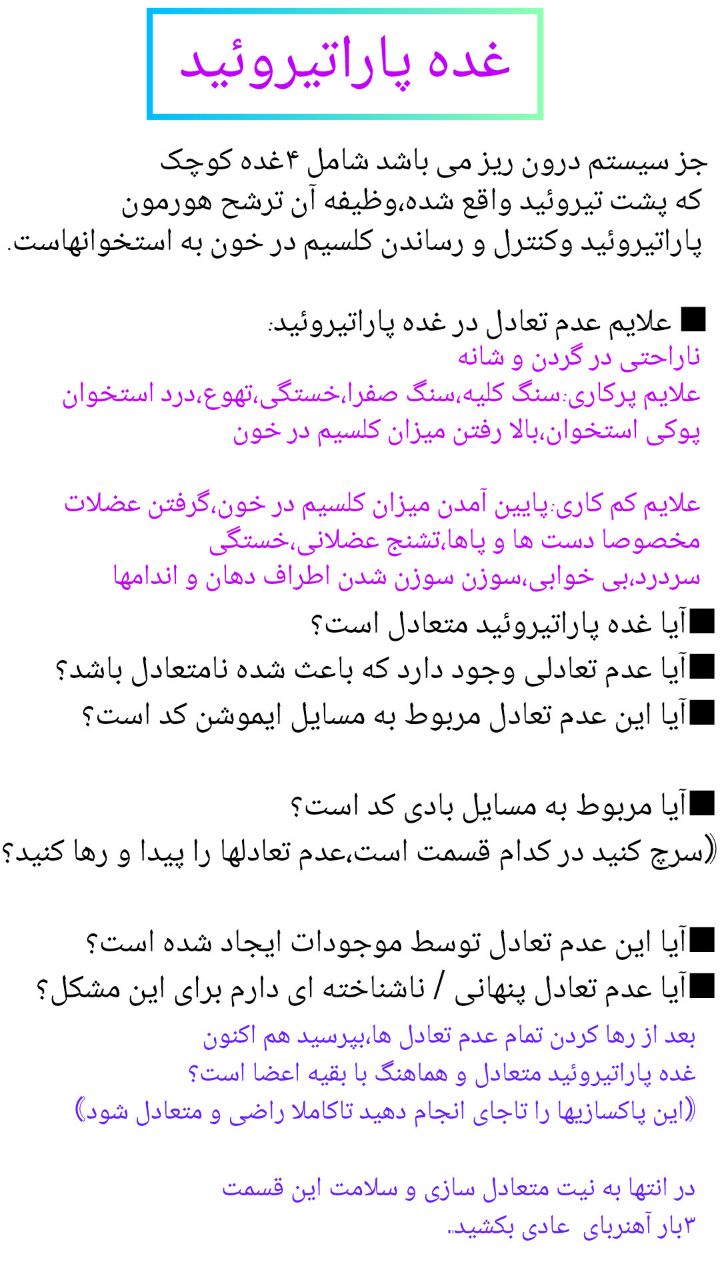 غده پاراتیروئید
جز سیستم درون ریز می باشد شامل ۴غده کوچک
که پشت تیروئید واقع شده،وظیفه آن ترشح هورمون
پاراتیروئید وکنترل و رساندن کلسیم در خون به استخوانهاست.
■ علایم عدم تعادل در غده پاراتیروئید:
ناراحتی در گردن و شانه
علایم پرکاری:سنگ کلیه،سنگ صفرا،خستگی،تهوع،درد استخوان
پوکی استخوان،بالا رفتن میزان کلسیم در خون
علایم کم کاری:پایین آمدن میزان کلسیم در خون،گرفتن عضلات
مخصوصا دست ها و پاها،تشنج عضلانی،خستگی
سردرد،بی خوابی،سوزن سوزن شدن اطراف دهان و اندامها
■آیا غده پاراتیروئید متعادل است؟
■آیا عدم تعادلی وجود دارد که باعث شده نامتعادل باشد؟
■آیا این عدم تعادل مربوط به مسایل ایموشن کد است؟
■آیا مربوط به مسایل بادی کد است؟
((سرچ کنید در کدام قسمت است،عدم تعادلها را پیدا و رها کنید؟
■آیا این عدم تعادل توسط موجودات ایجاد شده است؟
■آیا عدم تعادل پنهانی / ناشناخته ای دارم برای این مشکل؟
بعد از رها کردن تمام عدم تعادل ها،بپرسید هم اکنون
غده پاراتیروئید متعادل و هماهنگ با بقیه اعضا است؟
((این پاکسازیها را تاجای انجام دهید تاکاملا راضی و متعادل شود))
در انتها به نیت متعادل سازی و سلامت این قسمت
۳بار آهنربای عادی بکشید.